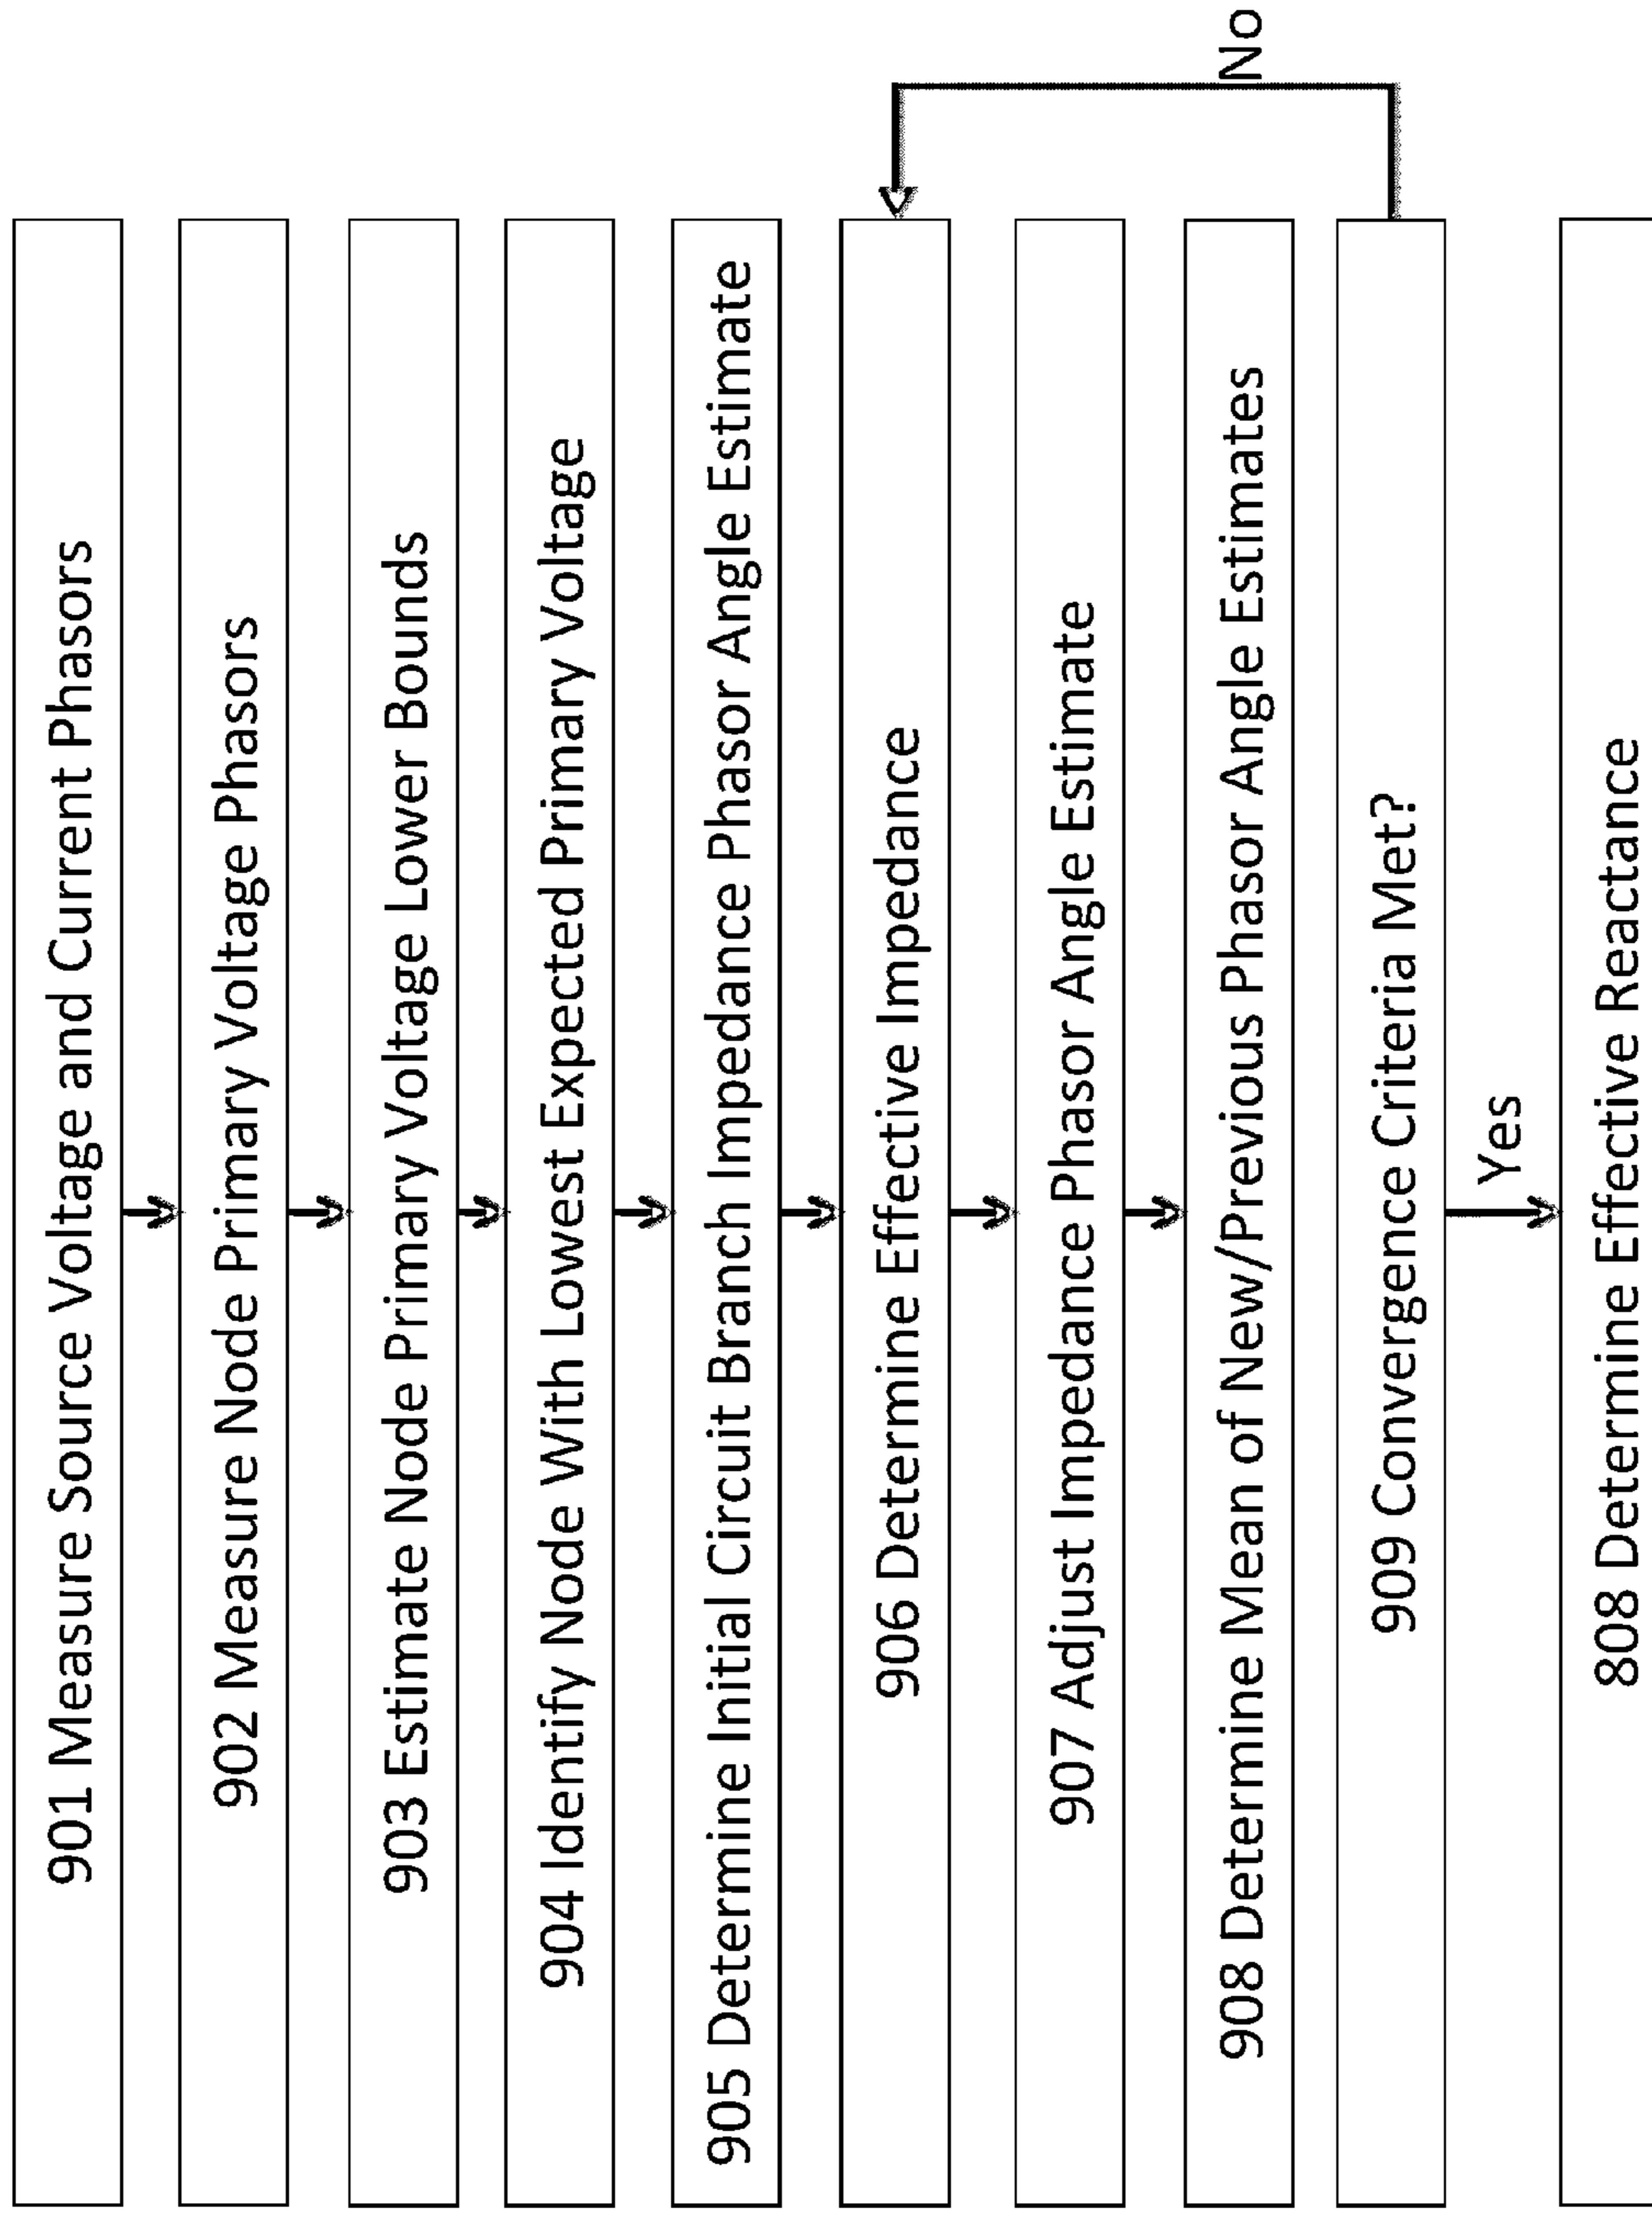 901 Measure Source Voltage and Current Phasors
902 Measure Node Primary Voltage Phasors
903 Estimate Node Primary Voltage Lower Bounds
904 Identify Node With Lowest Expected Primary Voltage
905 Determine Initial Circuit Branch Impedance Phasor Angle Estimate
906 Determine Effective Impedance
907 Adjust Impedance Phasor Angle Estimate
908 Determine Mean of New/Previous Phasor Angle Estimates
909 Convergence Criteria Met?
No
Yes
808 Determine Effective Reactance